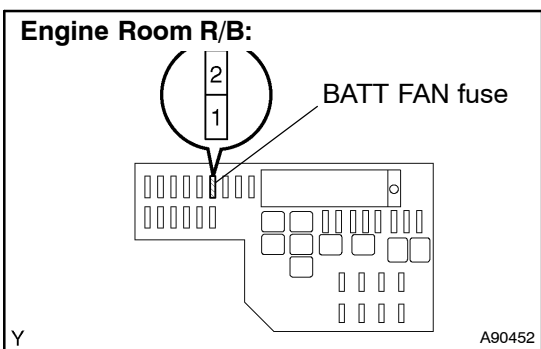 Engine Room R/B:
2
1
BATT FAN fuse
Y
A90452